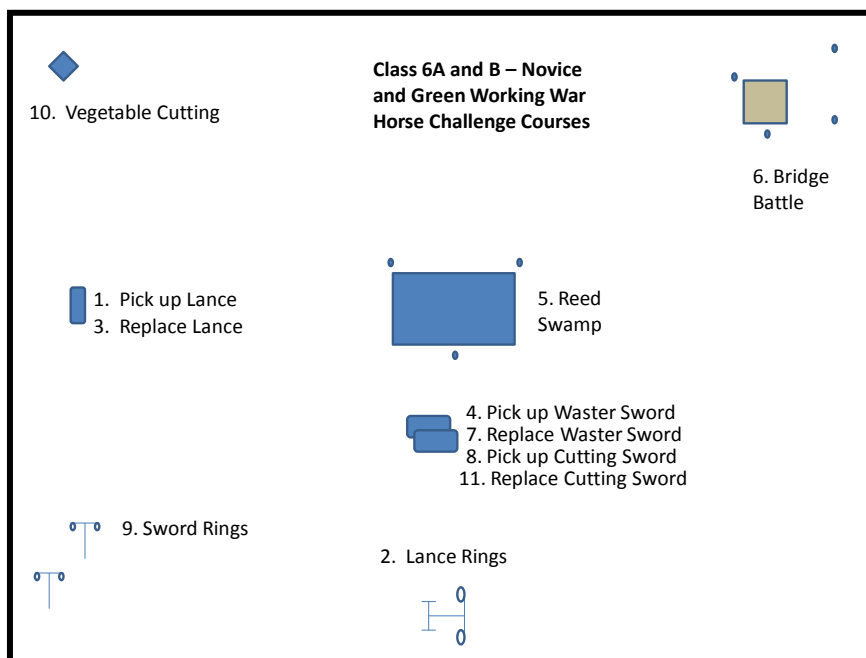 Class 6A and B – Novice
and Green Working War
Horse Challenge Courses
10. Vegetable Cutting
6. Bridge
Battle
1. Pick up Lance
3. Replace Lance
5. Reed
Swamp
4. Pick up Waster Sword
7. Replace Waster Sword
8. Pick up Cutting Sword
11. Replace Cutting Sword
9. Sword Rings
2. Lance Rings